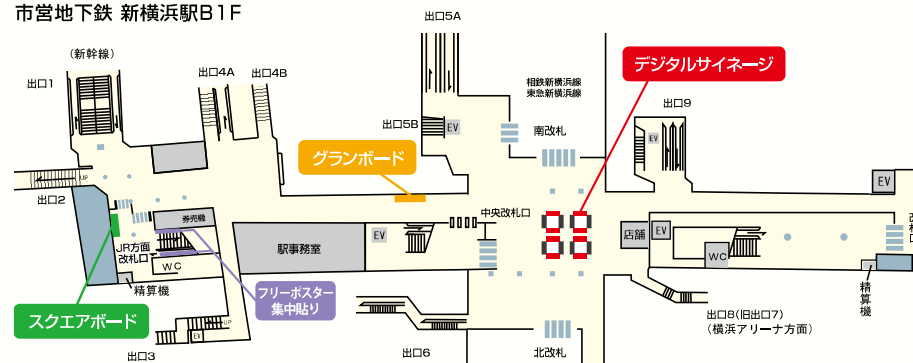 市営地下鉄 新横浜駅B1F
出口5A
(新幹線)
出口1
出口4A
出口4B
デジタルサイネージ
相鉄新横浜線
東急新横浜線
出口9
出口5B
EV
南改札
EV
グランボード
UP
出口2
EV
券売機
中央改札口
EV
駅事務室
店舗
EV
JR方面
改札口
WC
WC
精算機
フリーポスター
集中貼り
精算機
スクエアボード
UP
EV
出口3
出口6
北改札
出口8(旧出口7)
(横浜アリーナ方面)